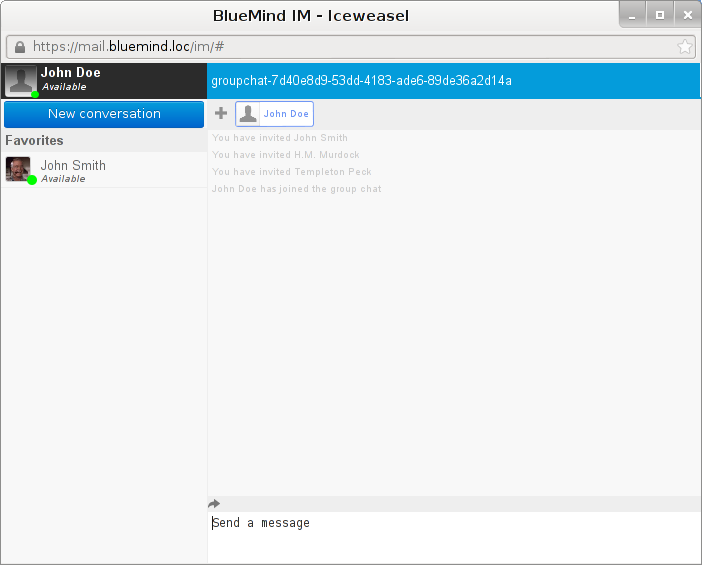 BlueMind IM - Iceweasel
https://mail.bluemind.loc/im/#
John Doe
Available
groupchat-7d40e8d9-53dd-4183-ade6-89de36a2d14a
New conversation
John Doe
Favorites
John Smith
Available
You have invited John Smith
You have invited H.M. Murdock
You have invited Templeton Peck
John Doe has joined the group chat
Send a message